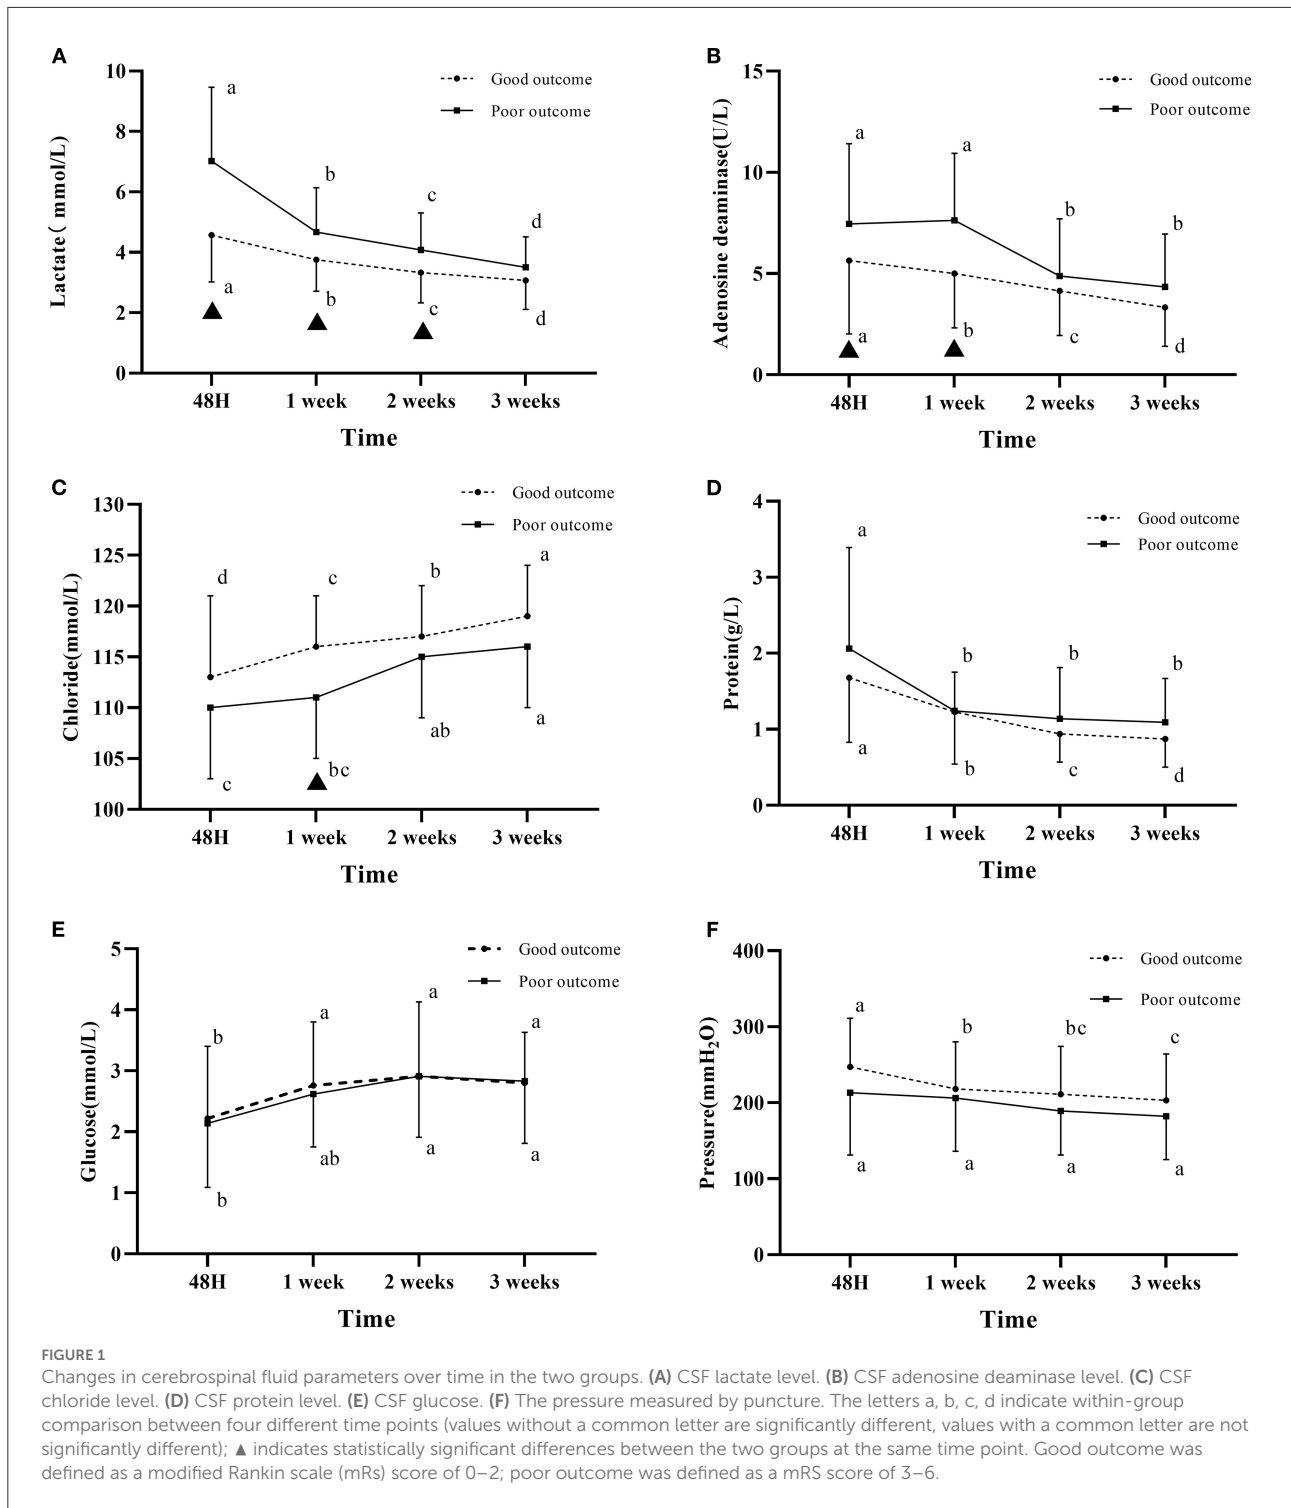 A
Good outcome
Poor outcome
10
8
6
4
2
0
Lactate( mmol/L)
a
b
c
d
a
b
c
d
▲
▲
▲
48H
1 week
2 weeks
3 weeks
Time
B
Good outcome
Poor outcome
15
10
5
0
Adenosine deaminase(U/L)
a
a
b
b
a
b
c
d
▲
▲
48H
1 week
2 weeks
3 weeks
Time
C
Good outcome
Poor outcome
130
125
120
115
110
105
100
Chloride(mmol/L)
d
c
b
a
c
bc
ab
a
▲
48H
1 week
2 weeks
3 weeks
Time
D
Good outcome
Poor outcome
4
3
2
1
0
Protein(g/L)
a
b
b
b
a
b
c
d
48H
1 week
2 weeks
3 weeks
Time
E
Good outcome
Poor outcome
5
4
3
2
1
0
Glucose(mmol/L)
b
a
a
a
b
ab
a
a
48H
1 week
2 weeks
3 weeks
Time
F
Good outcome
Poor outcome
400
300
200
100
0
Pressure(mmH₂O)
a
b
bc
c
a
a
a
a
48H
1 week
2 weeks
3 weeks
Time
FIGURE 1
Changes in cerebrospinal fluid parameters over time in the two groups. (A) CSF lactate level. (B) CSF adenosine deaminase level. (C) CSF
chloride level. (D) CSF protein level. (E) CSF glucose. (F) The pressure measured by puncture. The letters a, b, c, d indicate within-group
comparison between four different time points (values without a common letter are significantly different, values with a common letter are not
significantly different); ▲ indicates statistically significant differences between the two groups at the same time point. Good outcome was
defined as a modified Rankin scale (mRs) score of 0–2; poor outcome was defined as a mRS score of 3–6.